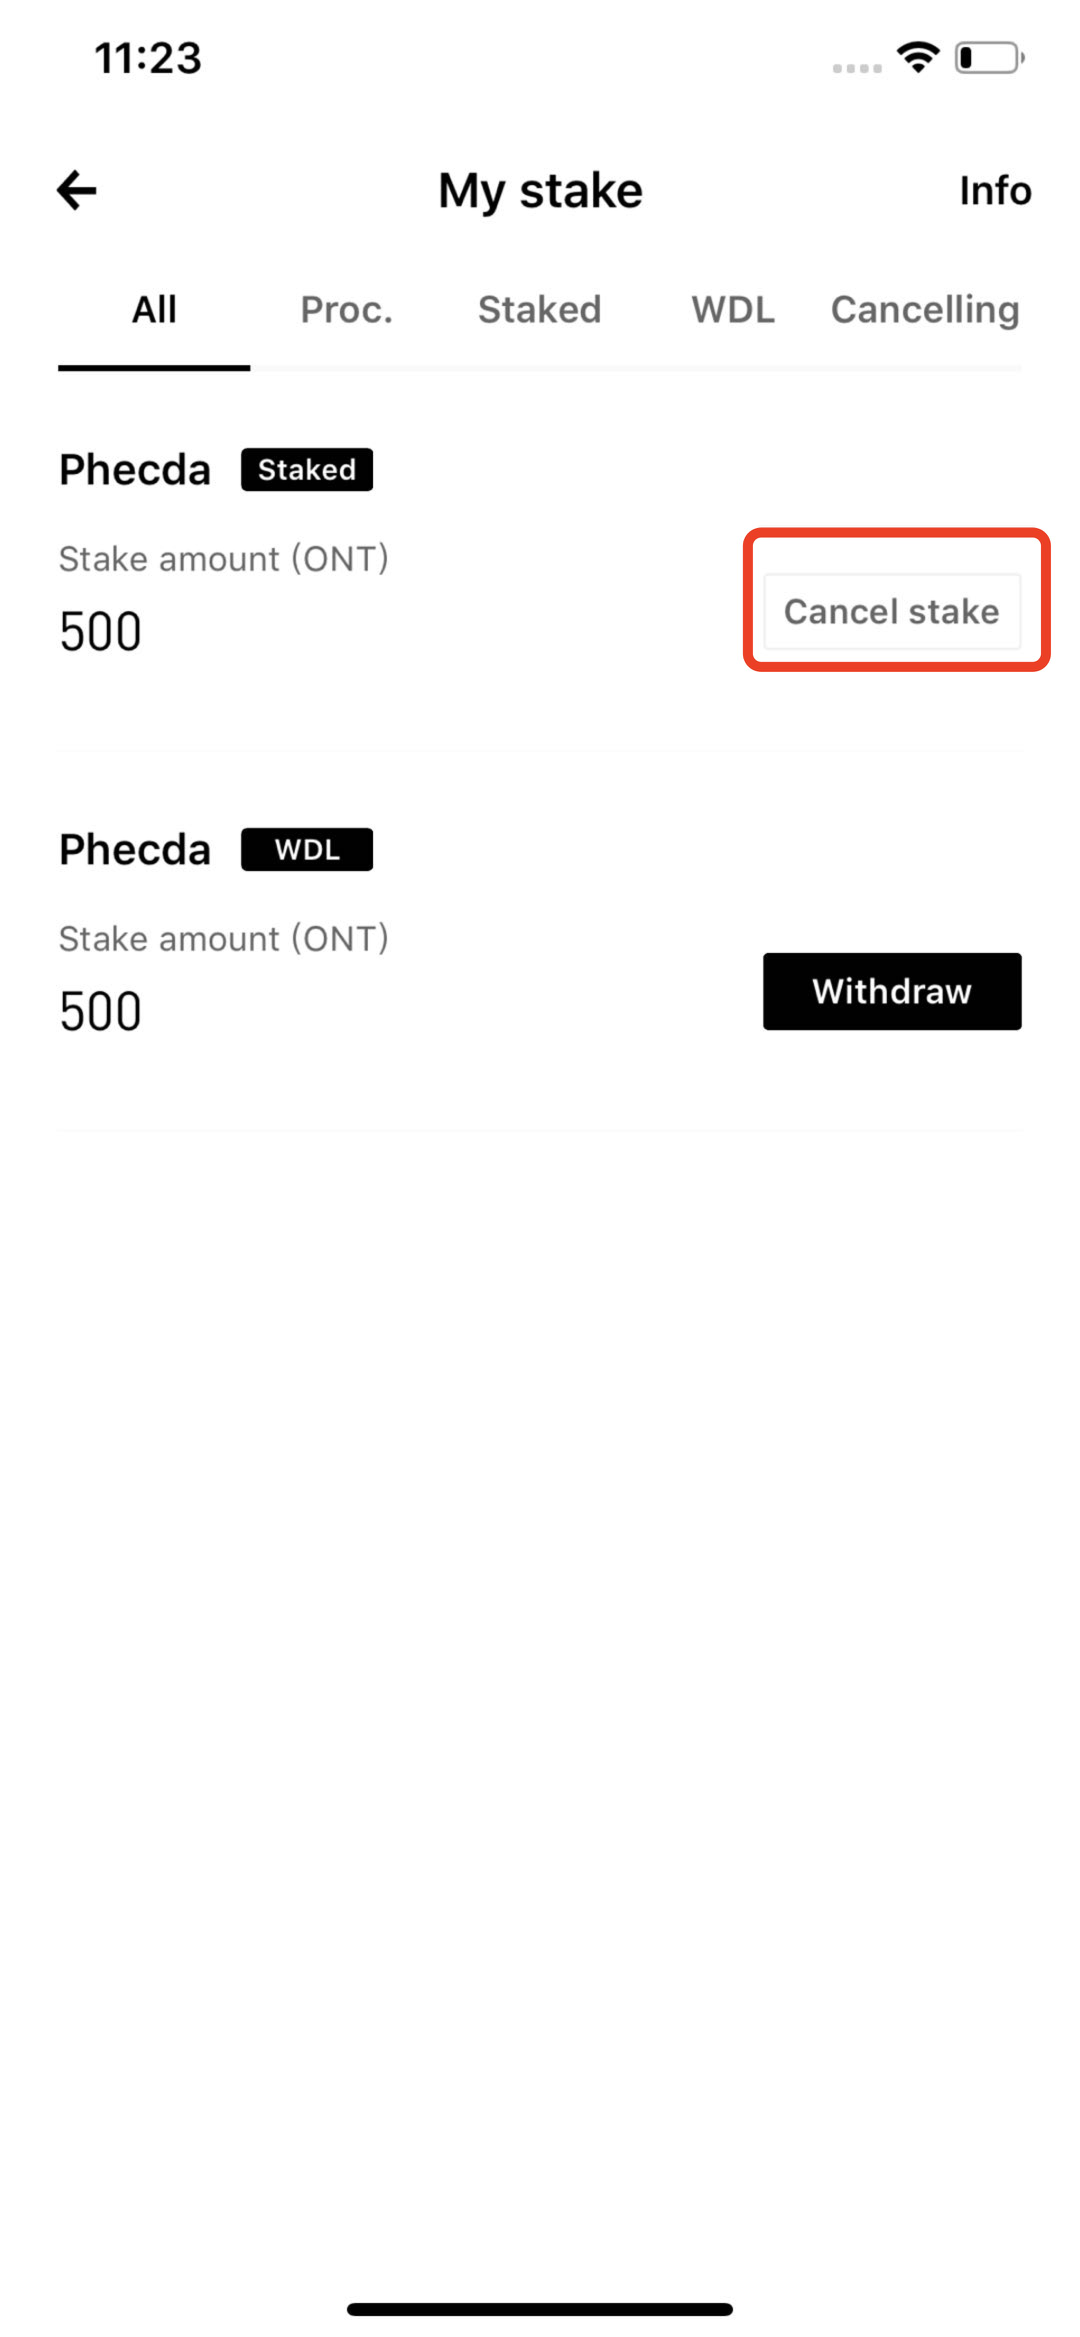 11:23
My stake
Info
All Proc. Staked WDL Cancelling
Phecda Staked
Stake amount (ONT)
500
Cancel stake
Phecda WDL
Stake amount (ONT)
500
Withdraw